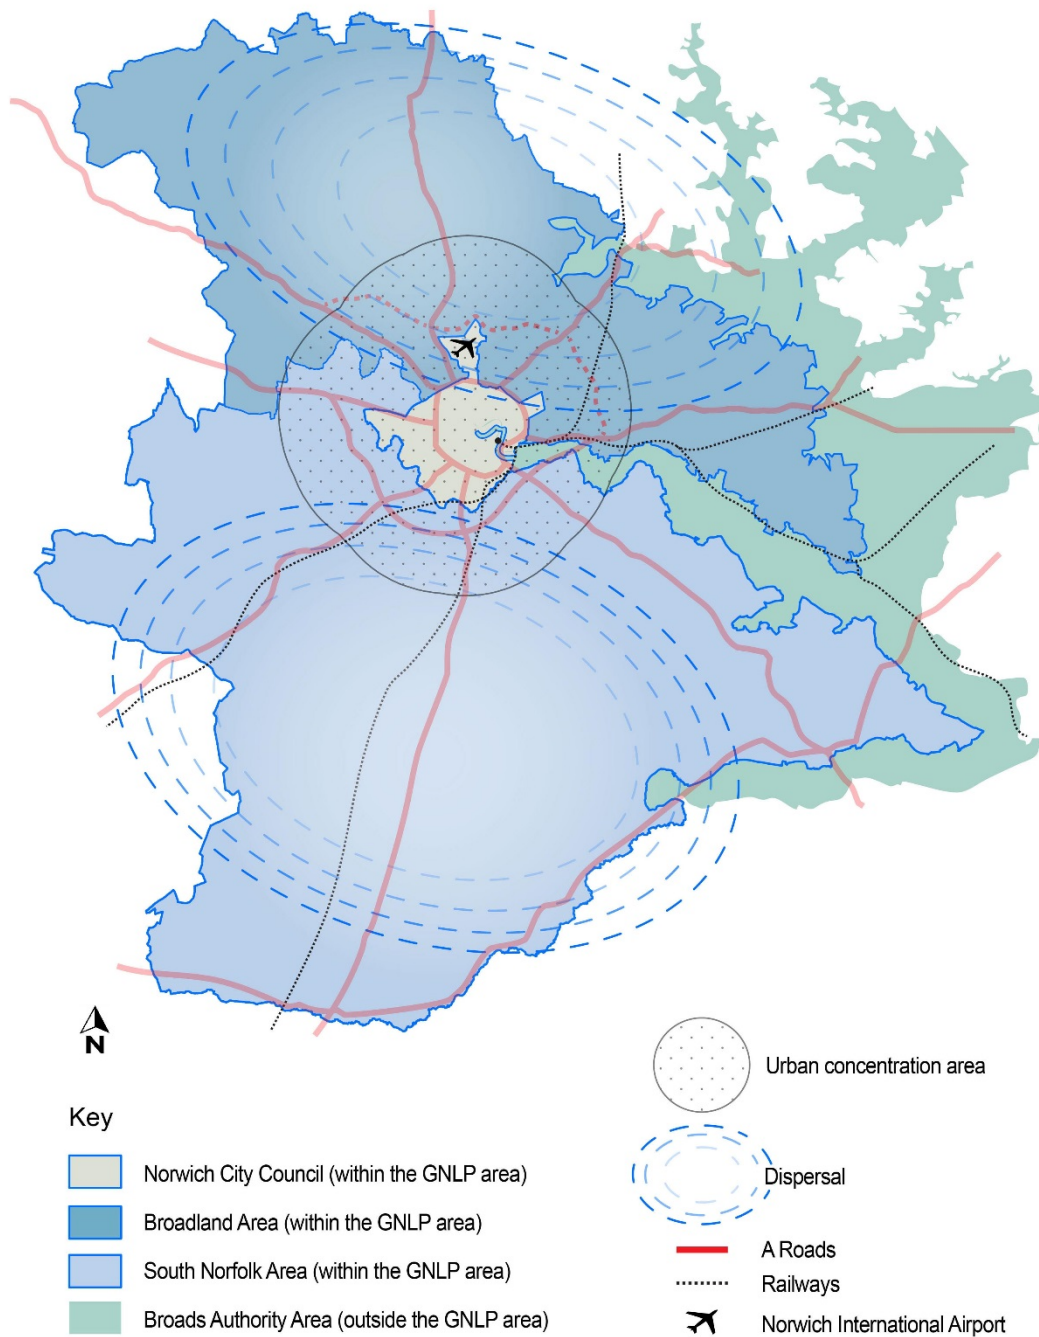 N
Key
Norwich City Council (within the GNLP area)
Broadland Area (within the GNLP area)
South Norfolk Area (within the GNLP area)
Broads Authority Area (outside the GNLP area)
Urban concentration area
Dispersal
A Roads
Railways
Norwich International Airport